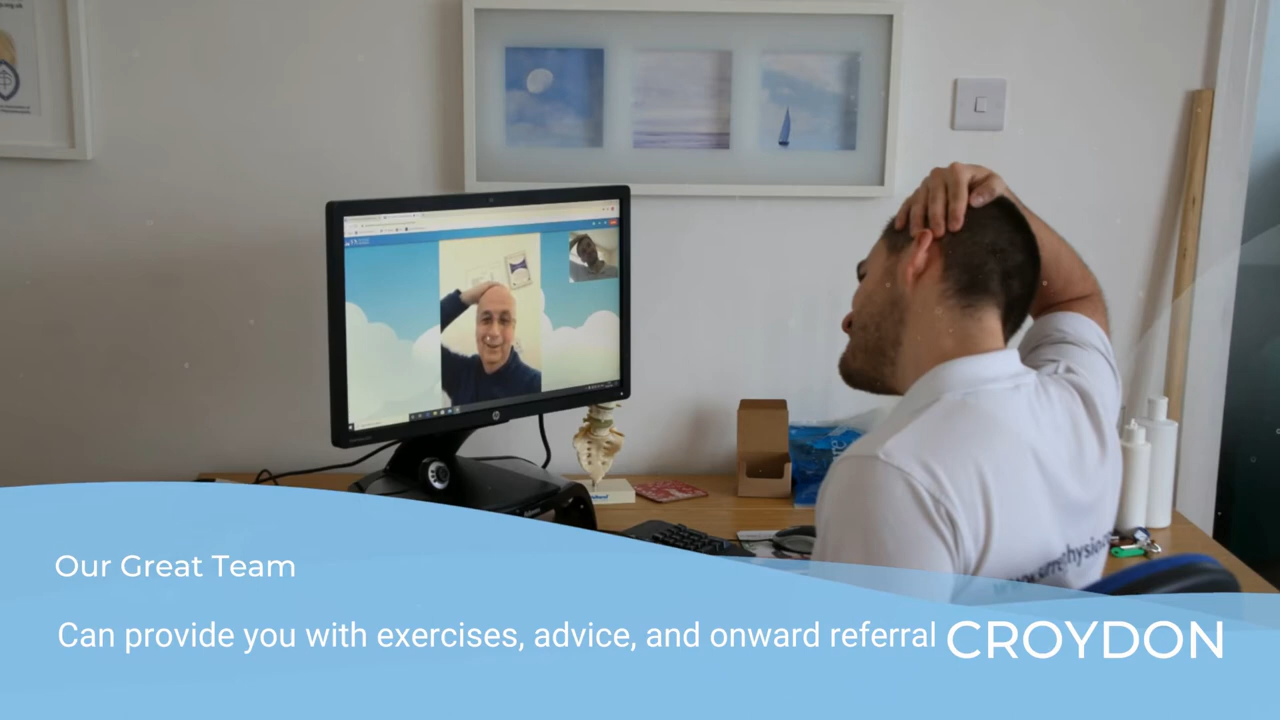 Our Great Team
Can provide you with exercises, advice, and onward referral
CROYDON